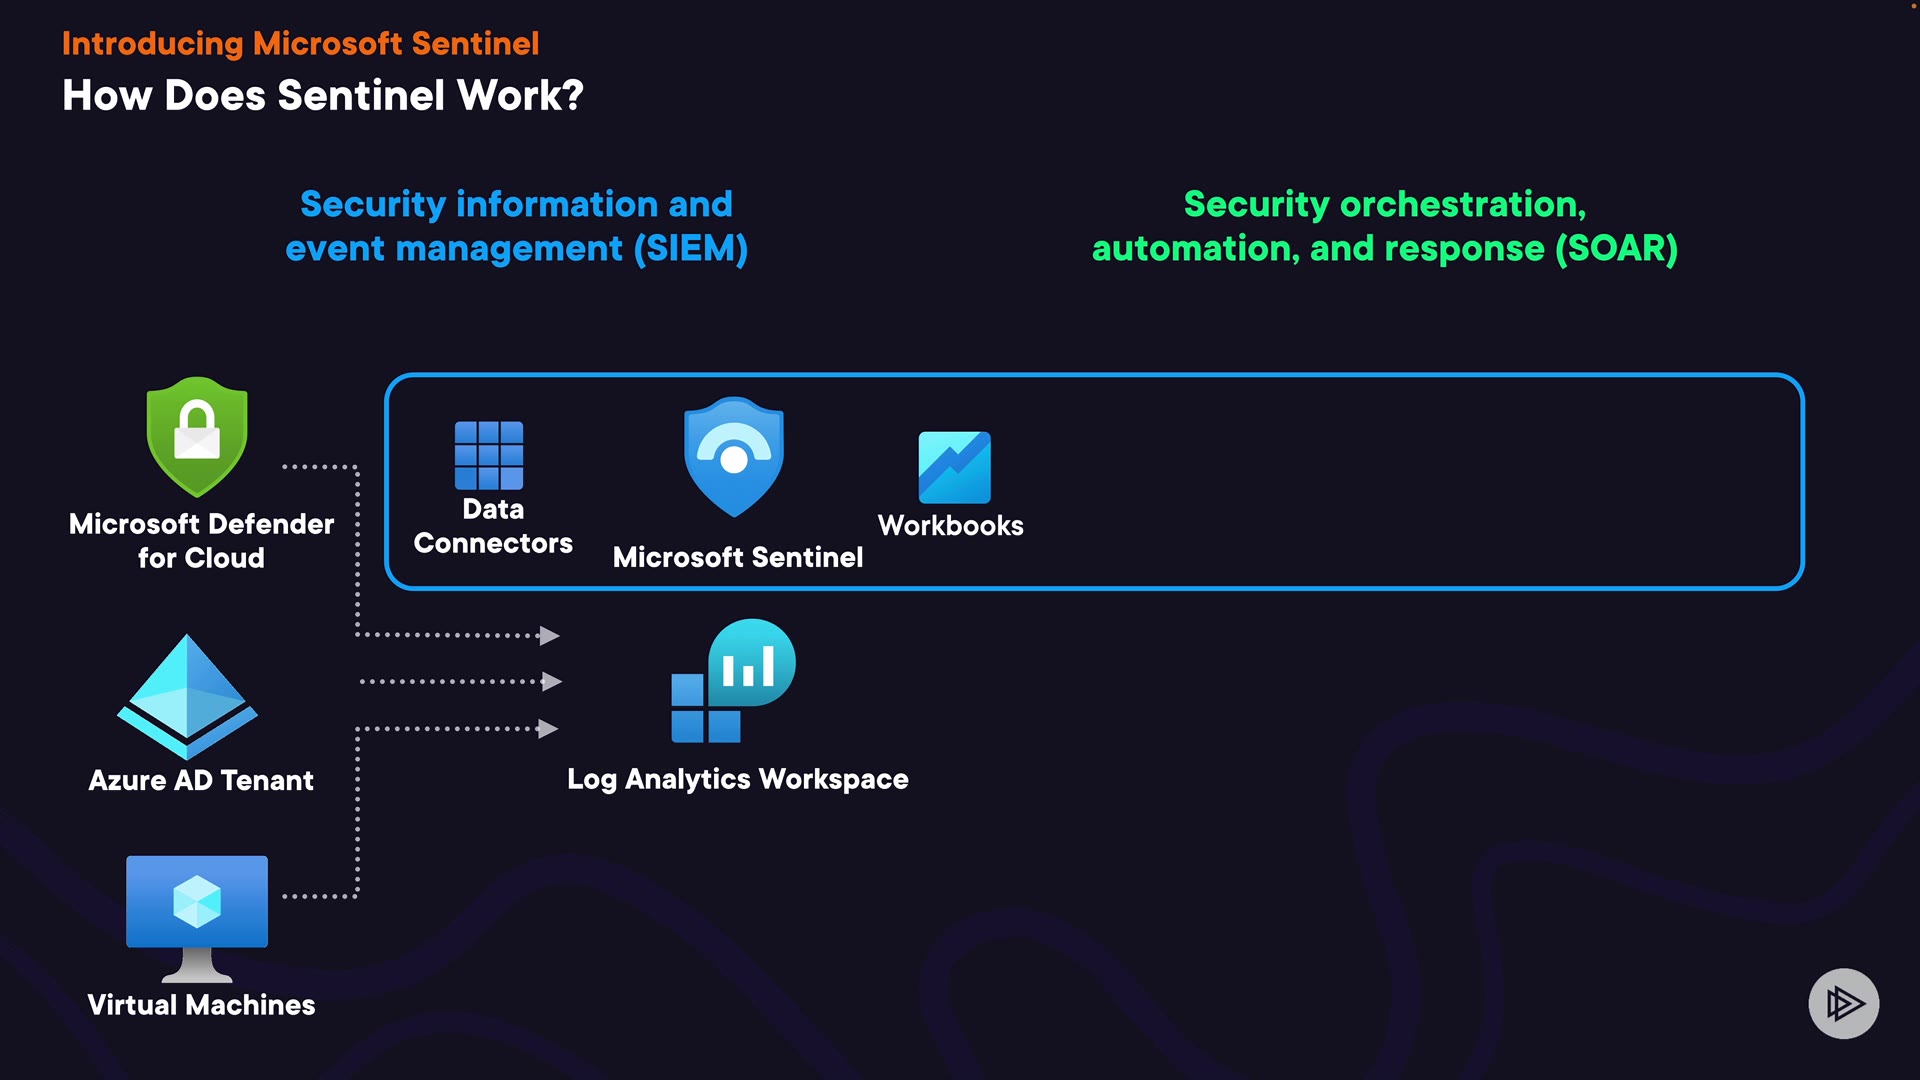 Introducing Microsoft Sentinel
How Does Sentinel Work?
Security information and
event management (SIEM)
Security orchestration,
automation, and response (SOAR)
Microsoft Defender
for Cloud
Data
Connectors
Microsoft Sentinel
Workbooks
Azure AD Tenant
Log Analytics Workspace
Virtual Machines